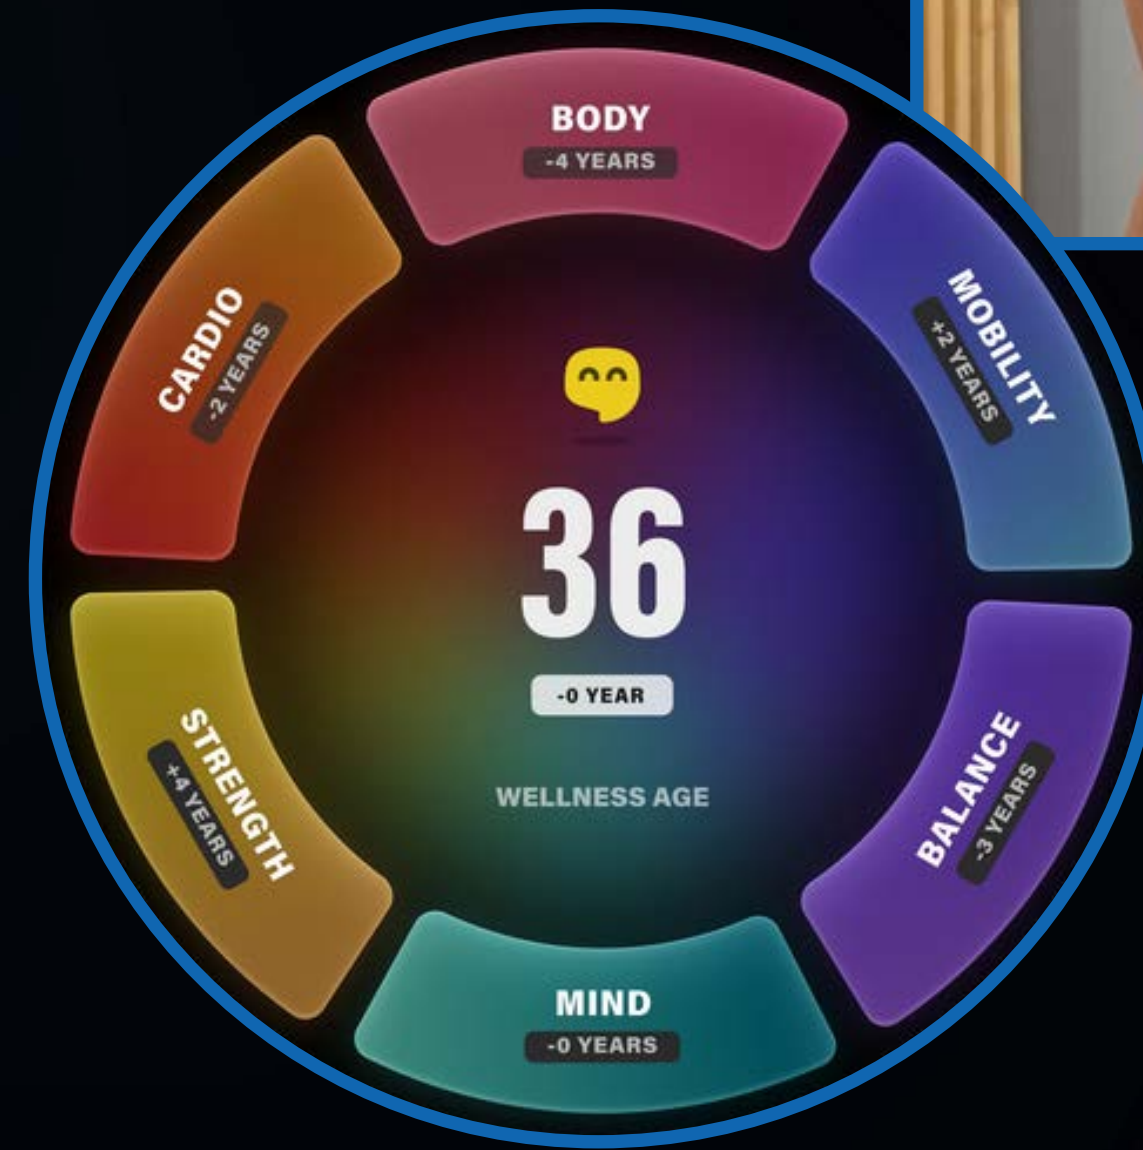 BODY
-4 YEARS
MOBILITY
+2 YEARS
BALANCE
-3 YEARS
MIND
-0 YEARS
STRENGTH
+4 YEARS
CARDIO
-2 YEARS
36
-0 YEAR
WELLNESS AGE